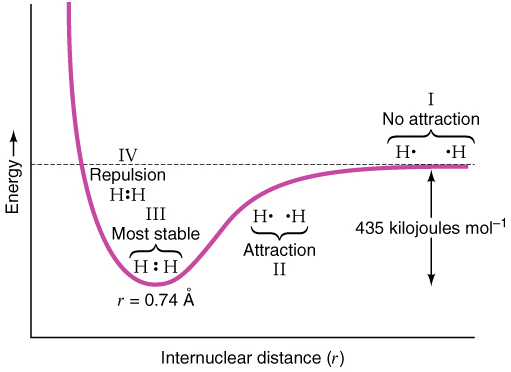 I
No attraction
H· ·H
IV
Repulsion
H:H
III
Most stable
H:H
r = 0.74 Å
H· ·H
Attraction
II
435 kilojoules mol⁻¹
Energy
Internuclear distance (r)